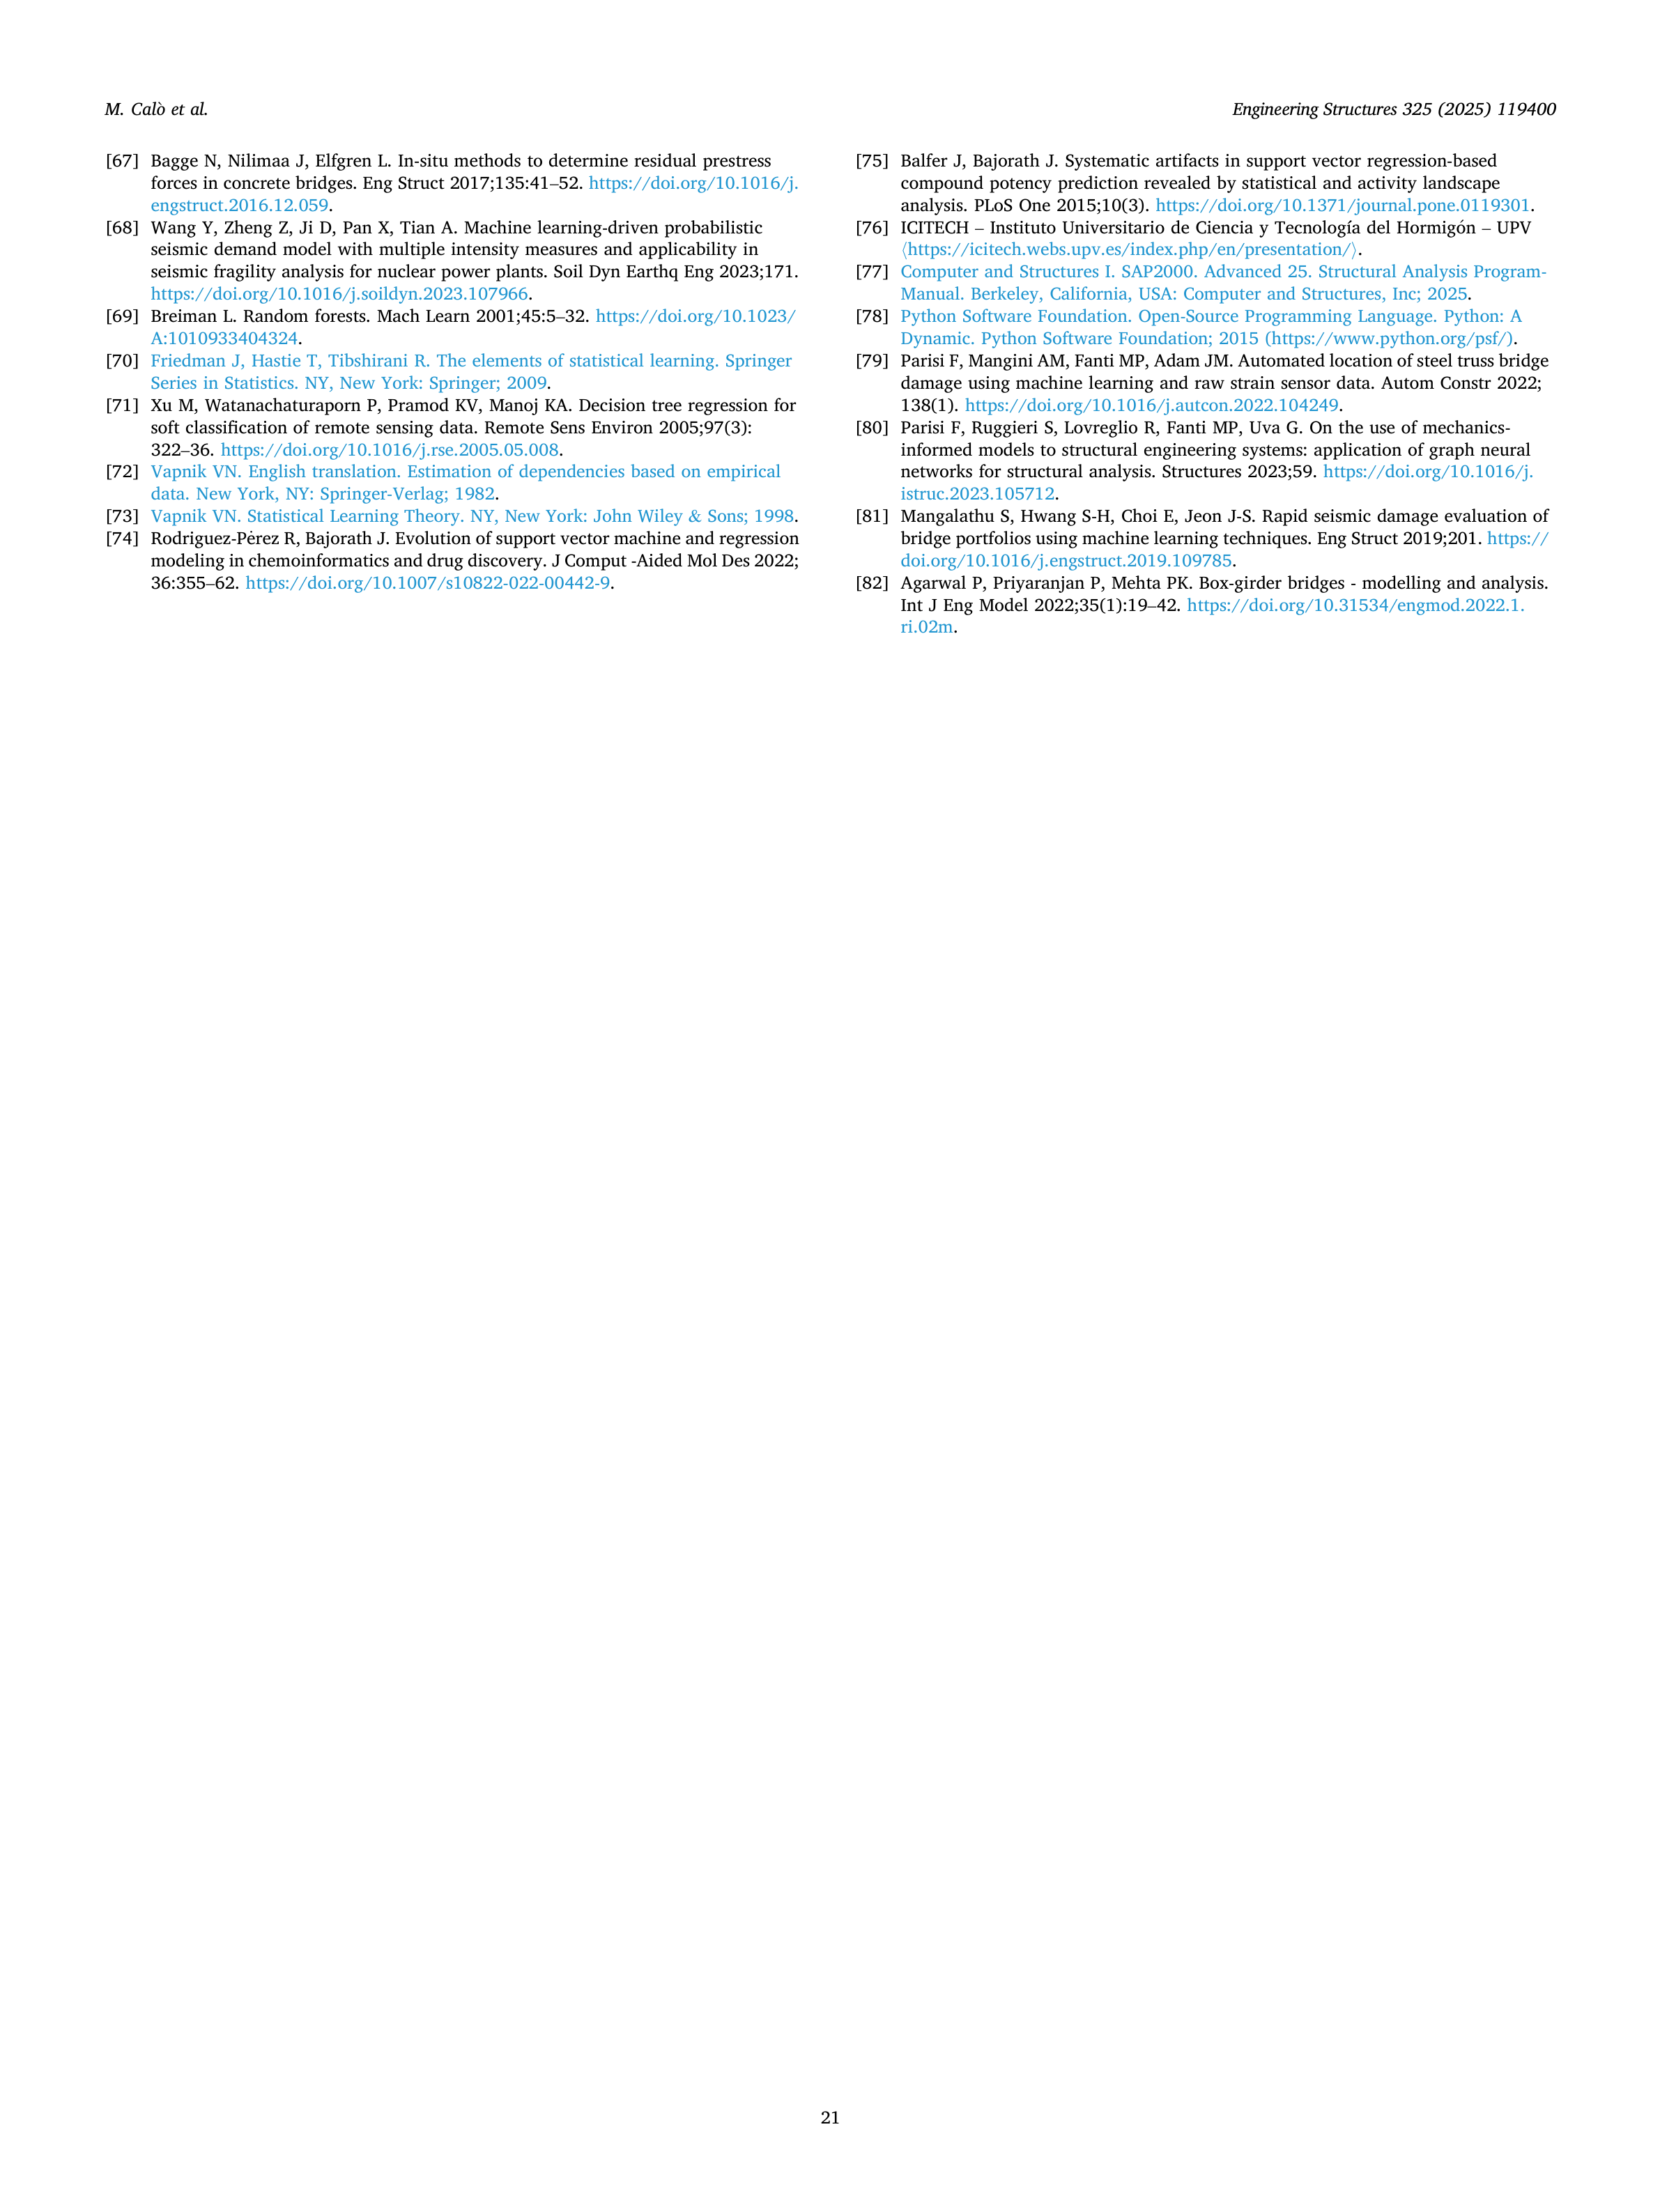 M. Calò et al.
Engineering Structures 325 (2025) 119400
[67] Bagge N, Nilimaa J, Elfgren L. In-situ methods to determine residual prestress
forces in concrete bridges. Eng Struct 2017;135:41–52. https://doi.org/10.1016/j.
engstruct.2016.12.059.
[68] Wang Y, Zheng Z, Ji D, Pan X, Tian A. Machine learning-driven probabilistic
seismic demand model with multiple intensity measures and applicability in
seismic fragility analysis for nuclear power plants. Soil Dyn Earthq Eng 2023;171.
https://doi.org/10.1016/j.soildyn.2023.107966.
[69] Breiman L. Random forests. Mach Learn 2001;45:5–32. https://doi.org/10.1023/
A:1010933404324.
[70] Friedman J, Hastie T, Tibshirani R. The elements of statistical learning. Springer
Series in Statistics. NY, New York: Springer; 2009.
[71] Xu M, Watanachaturaporn P, Pramod KV, Manoj KA. Decision tree regression for
soft classification of remote sensing data. Remote Sens Environ 2005;97(3):
322–36. https://doi.org/10.1016/j.rse.2005.05.008.
[72] Vapnik VN. English translation. Estimation of dependencies based on empirical
data. New York, NY: Springer-Verlag; 1982.
[73] Vapnik VN. Statistical Learning Theory. NY, New York: John Wiley & Sons; 1998.
[74] Rodriguez-Pėrez R, Bajorath J. Evolution of support vector machine and regression
modeling in chemoinformatics and drug discovery. J Comput -Aided Mol Des 2022;
36:355–62. https://doi.org/10.1007/s10822-022-00442-9.
[75] Balfer J, Bajorath J. Systematic artifacts in support vector regression-based
compound potency prediction revealed by statistical and activity landscape
analysis. PLoS One 2015;10(3). https://doi.org/10.1371/journal.pone.0119301.
[76] ICITECH – Instituto Universitario de Ciencia y Tecnología del Hormigón – UPV
〈https://icitech.webs.upv.es/index.php/en/presentation/〉.
[77] Computer and Structures I. SAP2000. Advanced 25. Structural Analysis Program-
Manual. Berkeley, California, USA: Computer and Structures, Inc; 2025.
[78] Python Software Foundation. Open-Source Programming Language. Python: A
Dynamic. Python Software Foundation; 2015 (https://www.python.org/psf/).
[79] Parisi F, Mangini AM, Fanti MP, Adam JM. Automated location of steel truss bridge
damage using machine learning and raw strain sensor data. Autom Constr 2022;
138(1). https://doi.org/10.1016/j.autcon.2022.104249.
[80] Parisi F, Ruggieri S, Lovreglio R, Fanti MP, Uva G. On the use of mechanics-
informed models to structural engineering systems: application of graph neural
networks for structural analysis. Structures 2023;59. https://doi.org/10.1016/j.
istruc.2023.105712.
[81] Mangalathu S, Hwang S-H, Choi E, Jeon J-S. Rapid seismic damage evaluation of
bridge portfolios using machine learning techniques. Eng Struct 2019;201. https://
doi.org/10.1016/j.engstruct.2019.109785.
[82] Agarwal P, Priyaranjan P, Mehta PK. Box-girder bridges - modelling and analysis.
Int J Eng Model 2022;35(1):19–42. https://doi.org/10.31534/engmod.2022.1.
ri.02m.
21